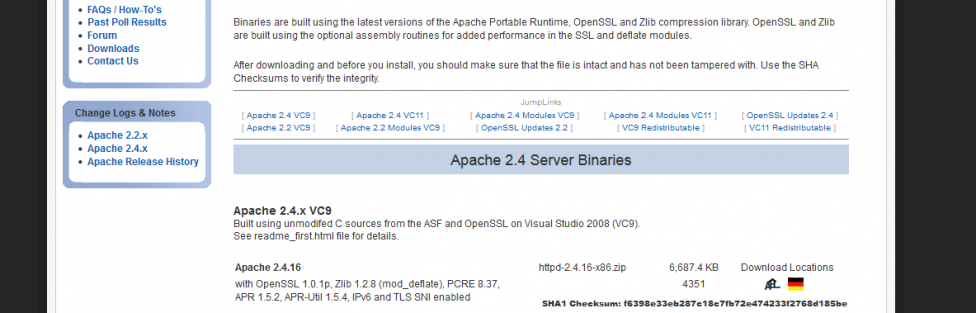 FAQs / How-To's
Past Poll Results
Forum
Downloads
Contact Us
Change Logs & Notes
Apache 2.2.x
Apache 2.4.x
Apache Release History
Binaries are built using the latest versions of the Apache Portable Runtime, OpenSSL and Zlib compression library. OpenSSL and Zlib
are built using the optional assembly routines for added performance in the SSL and deflate modules.
After downloading and before you install, you should make sure that the file is intact and has not been tampered with. Use the SHA
Checksums to verify the integrity.
JumpLinks
[ Apache 2.4 VC9 ] [ Apache 2.4 VC11 ] [ Apache 2.4 Modules VC9 ] [ Apache 2.4 Modules VC11 ] [ OpenSSL Updates 2.4 ]
[ Apache 2.2 VC9 ] [ Apache 2.2 Modules VC9 ] [ OpenSSL Updates 2.2 ] [ VC9 Redistributable ] [ VC11 Redistributable ]
Apache 2.4 Server Binaries
Apache 2.4.x VC9
Built using unmodifed C sources from the ASF and OpenSSL on Visual Studio 2008 (VC9).
See readme_first.html file for details.
Apache 2.4.16 httpd-2.4.16-x86.zip 6,687.4 KB Download Locations
with OpenSSL 1.0.1p, Zlib 1.2.8 (mod_deflate), PCRE 8.37, 4351
APR 1.5.2, APR-Util 1.5.4, IPv6 and TLS SNI enabled
SHA1 Checksum: f6398e33eb287c18c7fb72e474233f2768d185be